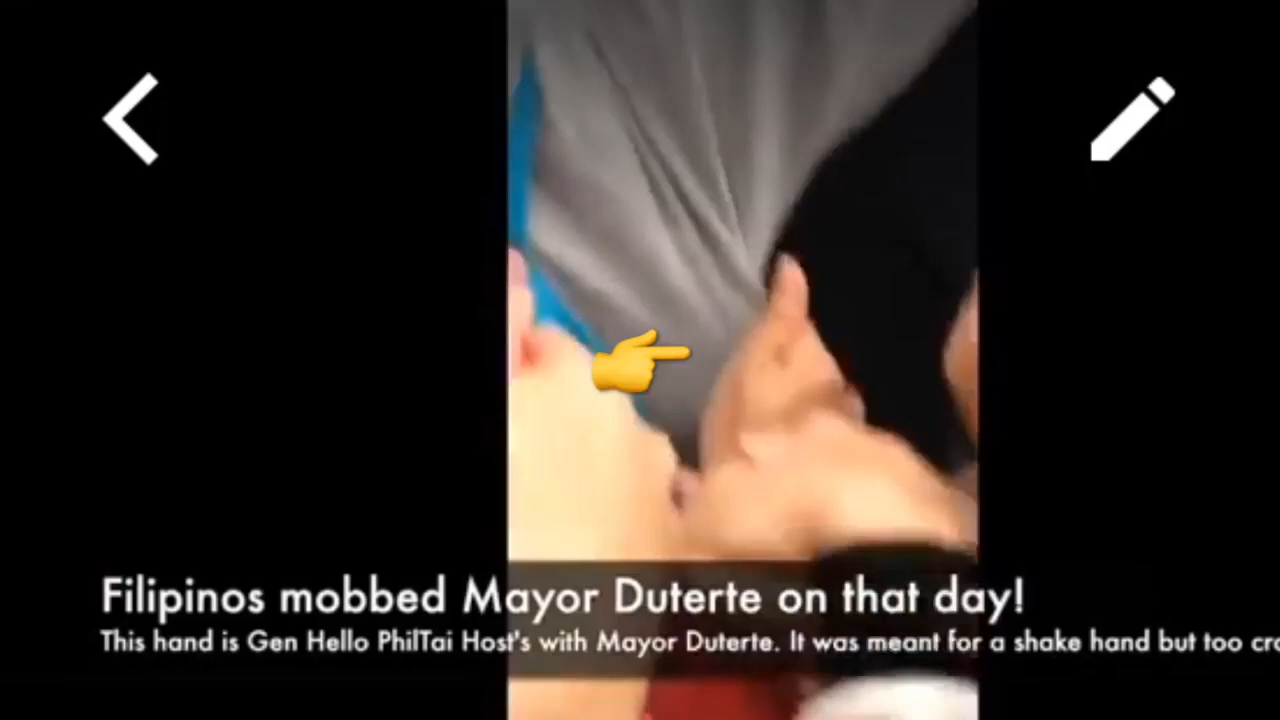 Filipinos mobbed Mayor Duterte on that day!
This hand is Gen Hello PhilTai Host's with Mayor Duterte. It was meant for a shake hand but too